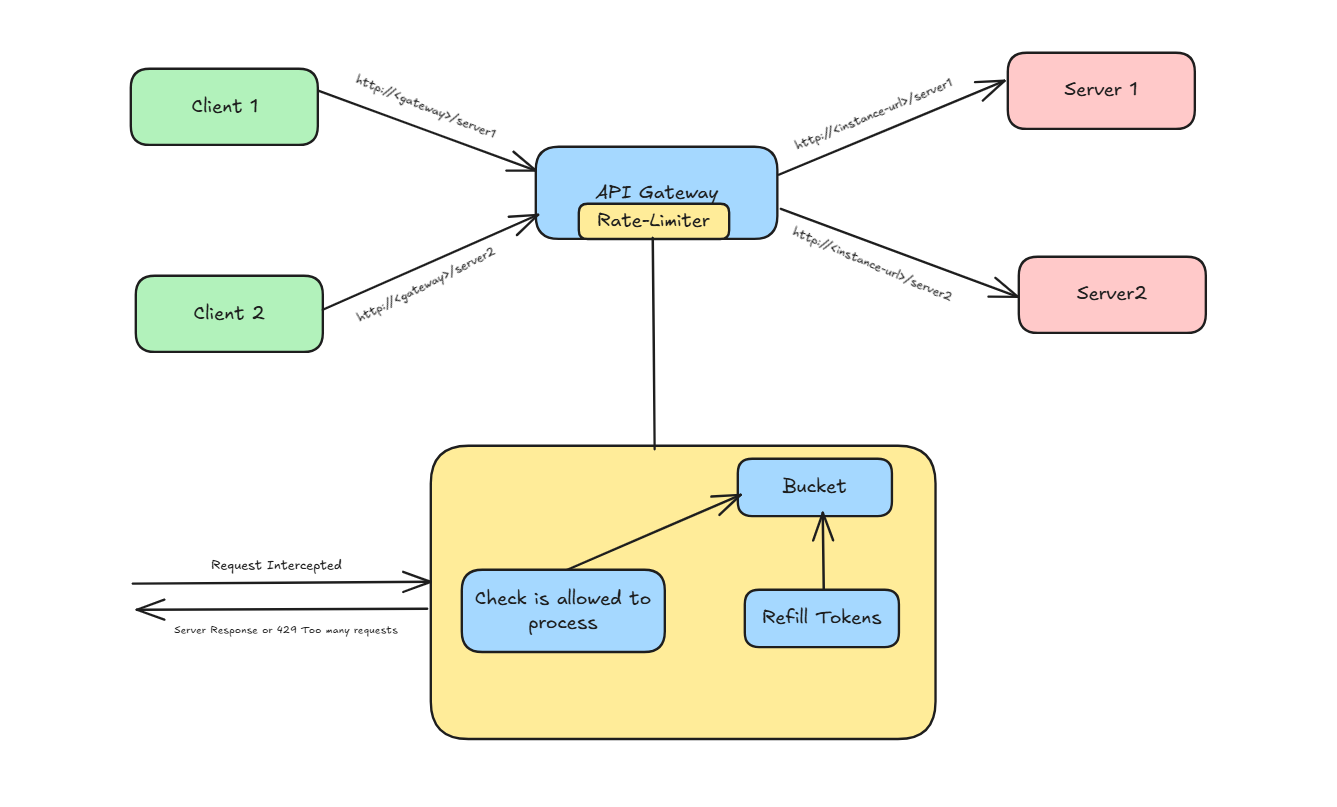 Client 1
http://<gateway>/server1
http://<instance-url>/server1
Server 1
API Gateway
Rate-Limiter
Client 2
http://<gateway>/server2
http://<instance-url>/server2
Server2
Bucket
Request Intercepted
Check is allowed to
process
Refill Tokens
Server Response or 429 Too many requests